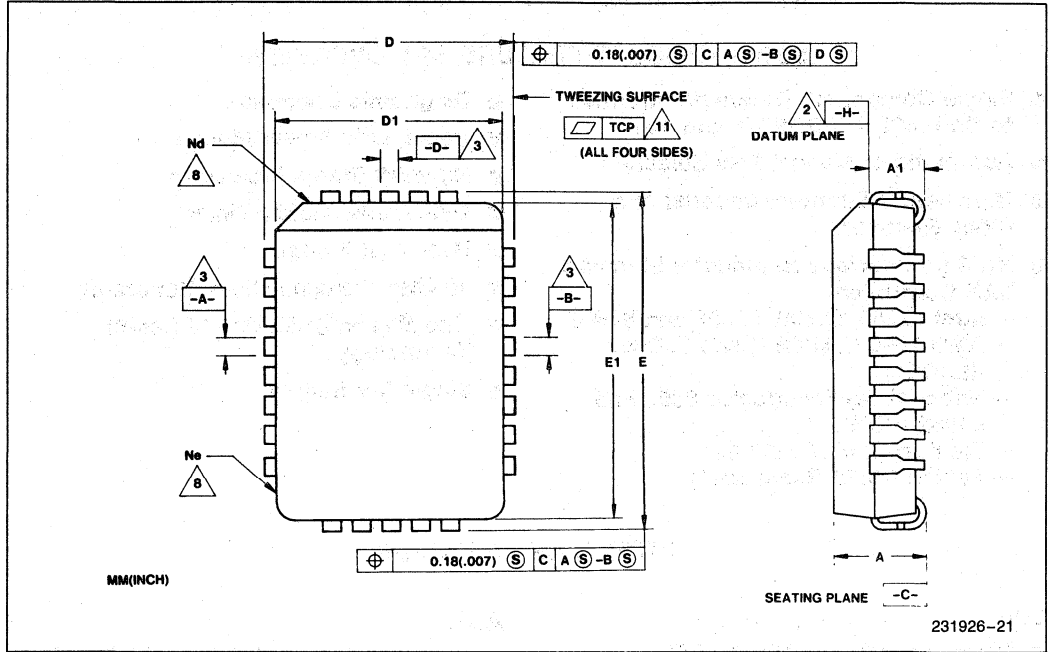 D
⌖ 0.18(.007) Ⓢ C A Ⓢ -B Ⓢ D Ⓢ
TWEEZING SURFACE
D1
▱ TCP 11
(ALL FOUR SIDES)
2 -H-
DATUM PLANE
Nd
8
-D- 3
A1
3
-A-
3
-B-
E1 E
Ne
8
⌖ 0.18(.007) Ⓢ C A Ⓢ -B Ⓢ
A
MM(INCH)
SEATING PLANE -C-
231926-21